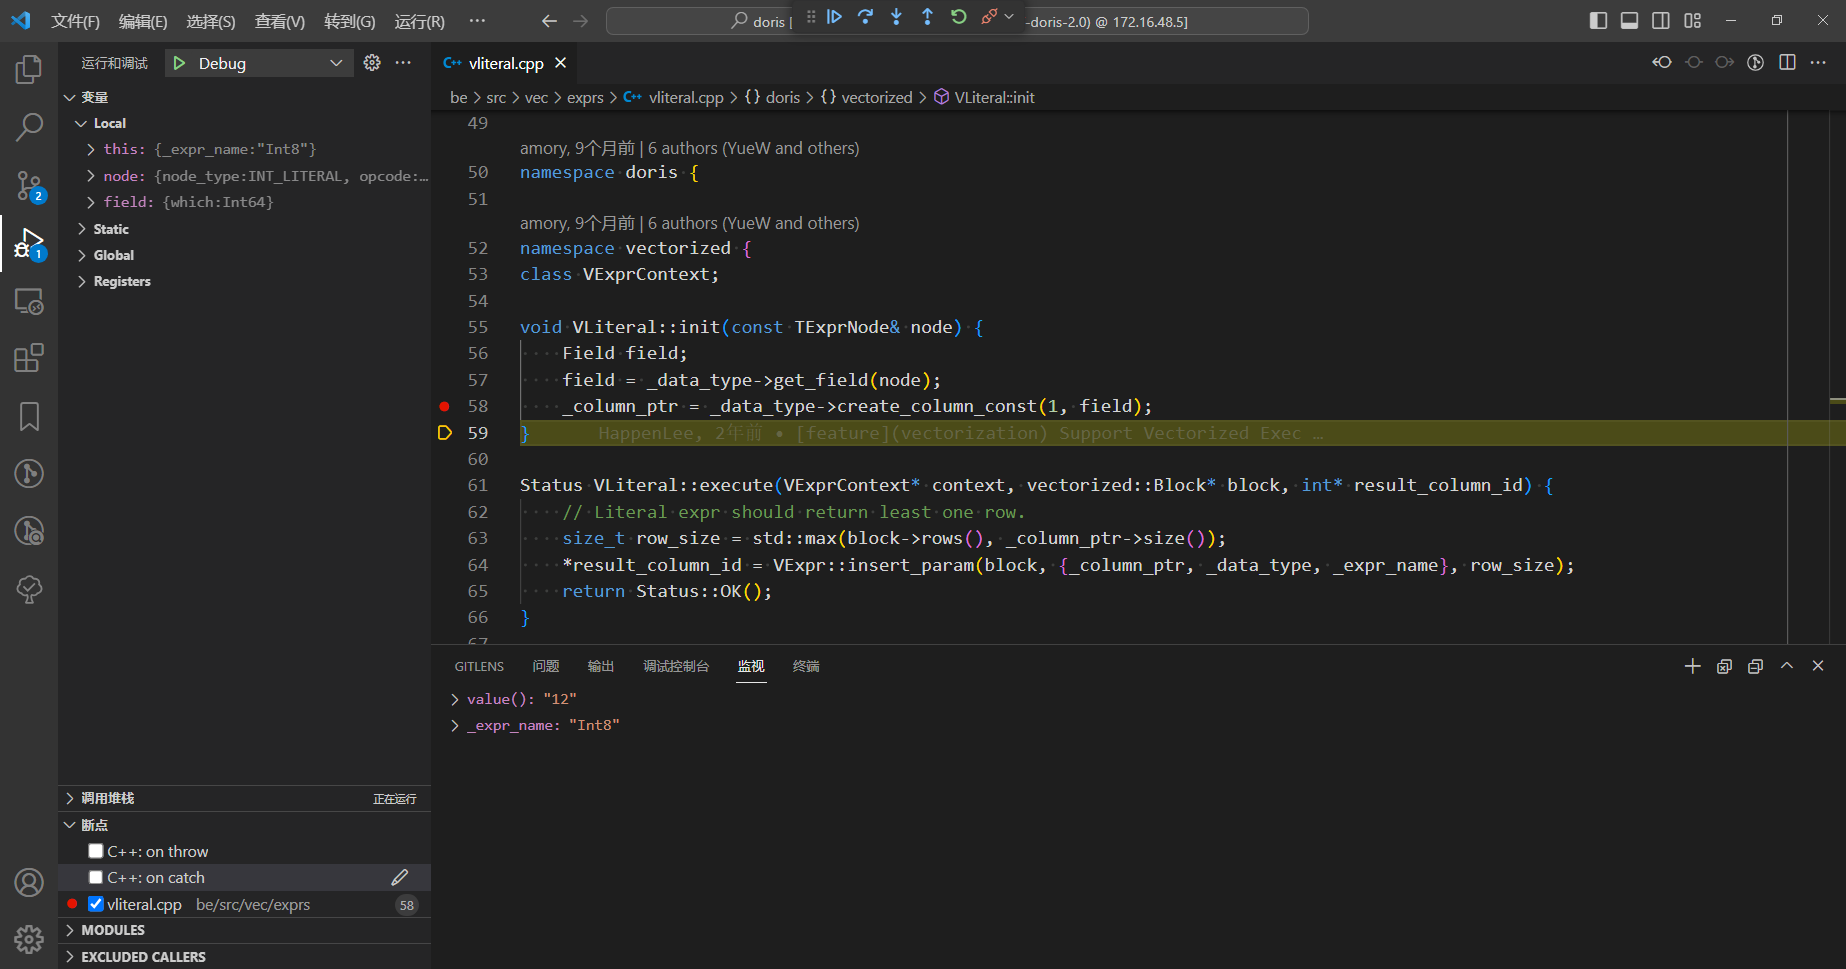 文件(F) 编辑(E) 选择(S) 查看(V) 转到(G) 运行(R) ··· doris [ -doris-2.0) @ 172.16.48.5]
运行和调试 Debug ···
vliteral.cpp
be > src > vec > exprs > C++ vliteral.cpp > {} doris > {} vectorized > VLiteral::init
变量
Local
this: {_expr_name:"Int8"}
node: {node_type:INT_LITERAL, opcode:…
field: {which:Int64}
Static
Global
Registers
2
1
49
amory, 9个月前 | 6 authors (YueW and others)
50 namespace doris {
51
amory, 9个月前 | 6 authors (YueW and others)
52 namespace vectorized {
53 class VExprContext;
54
55 void VLiteral::init(const TExprNode& node) {
56 Field field;
57 field = _data_type->get_field(node);
58 _column_ptr = _data_type->create_column_const(1, field);
59 } HappenLee, 2年前 • [feature](vectorization) Support Vectorized Exec …
60
61 Status VLiteral::execute(VExprContext* context, vectorized::Block* block, int* result_column_id) {
62 // Literal expr should return least one row.
63 size_t row_size = std::max(block->rows(), _column_ptr->size());
64 *result_column_id = VExpr::insert_param(block, {_column_ptr, _data_type, _expr_name}, row_size);
65 return Status::OK();
66 }
67
GITLENS 问题 输出 调试控制台 监视 终端
value(): "12"
_expr_name: "Int8"
调用堆栈 正在运行
断点
C++: on throw
C++: on catch
vliteral.cpp be/src/vec/exprs 58
MODULES
EXCLUDED CALLERS